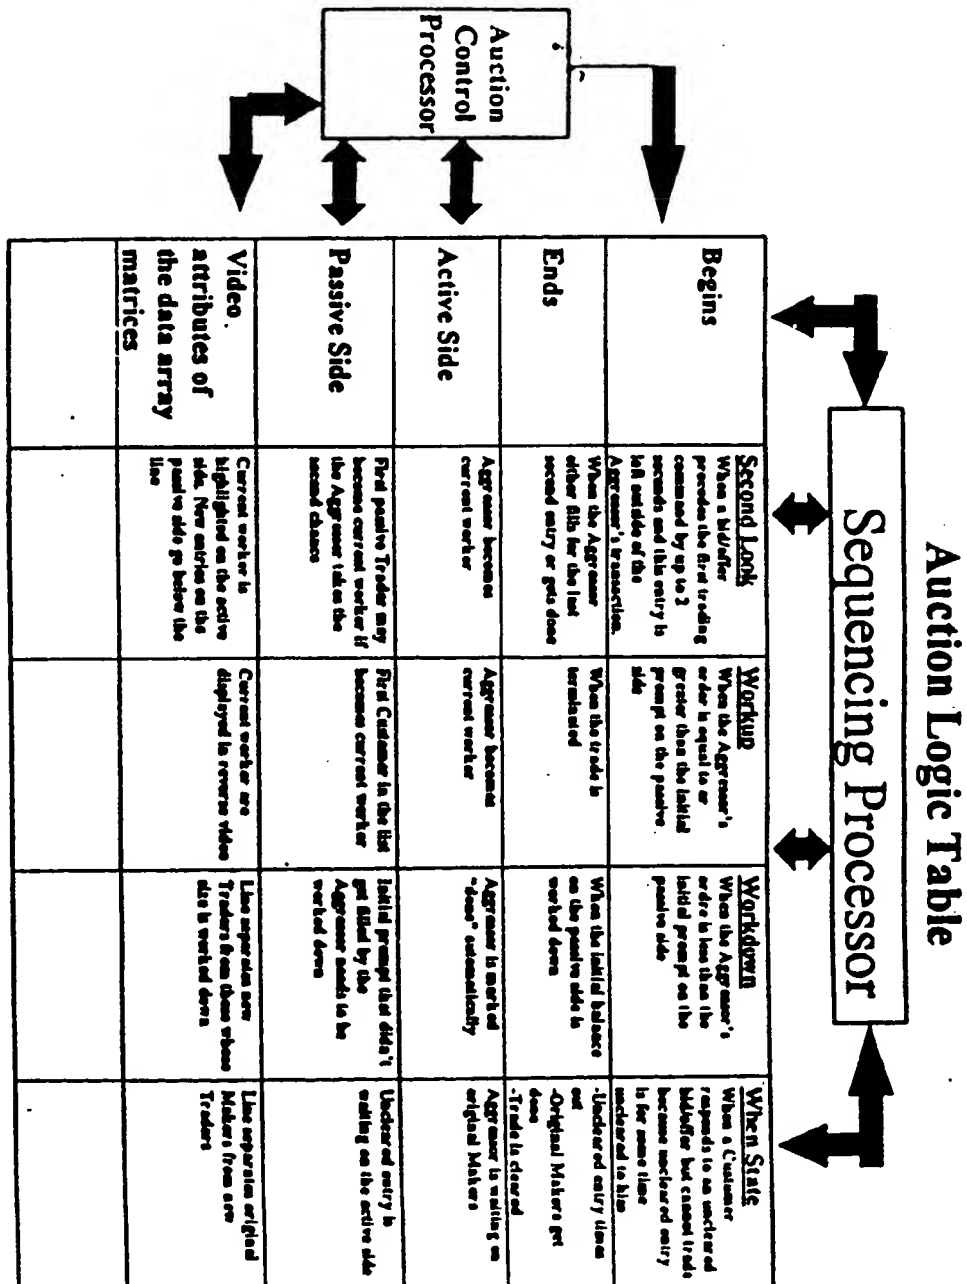 Auction Logic Table
Sequencing Processor
Auction
Control
Processor
Begins
Second Look
When a bid/offer
precedes the first trading
command by up to 2
seconds and this entry is
left outside of the
Aggressor's transaction.
Workup
When the Aggressor's
order is equal to or
greater then the initial
prompt on the passive
side
Workdown
When the Aggressor's
ordre is less than the
initial prompt on the
passive side
When State
When a Customer
responds to an uncleared
bid/offer but cannot trade
because uncleared entry
is for some time
uncleared to him
Ends
When the Aggressor
either fills for the last
second entry or gets done
When the trade is
terminated
When the initial balance
on the passive side is
worked down
-Uncleared entry times
out
-Original Makers get
done
-Trade is cleared
Active Side
Aggressor becomes
current worker
Aggressor becomes
current worker
Aggressor is marked
"done" automatically
Aggressor is waiting on
original Makers
Passive Side
First passive Trader may
become current worker if
the Aggressor takes the
second chance
First Customer in the list
becomes current worker
Initial prompt that didn't
get filled by the
Aggressor needs to be
worked down
Uncleared entry is
waiting on the active side
Video.
attributes of
the data array
matrices
Current worker is
highlighted on the active
side. New entries on the
passive side go below the
line
Current worker are
displayed in reverse video
Line separates new
Traders from those whose
size is worked down
Line separates original
Makers from new
Traders